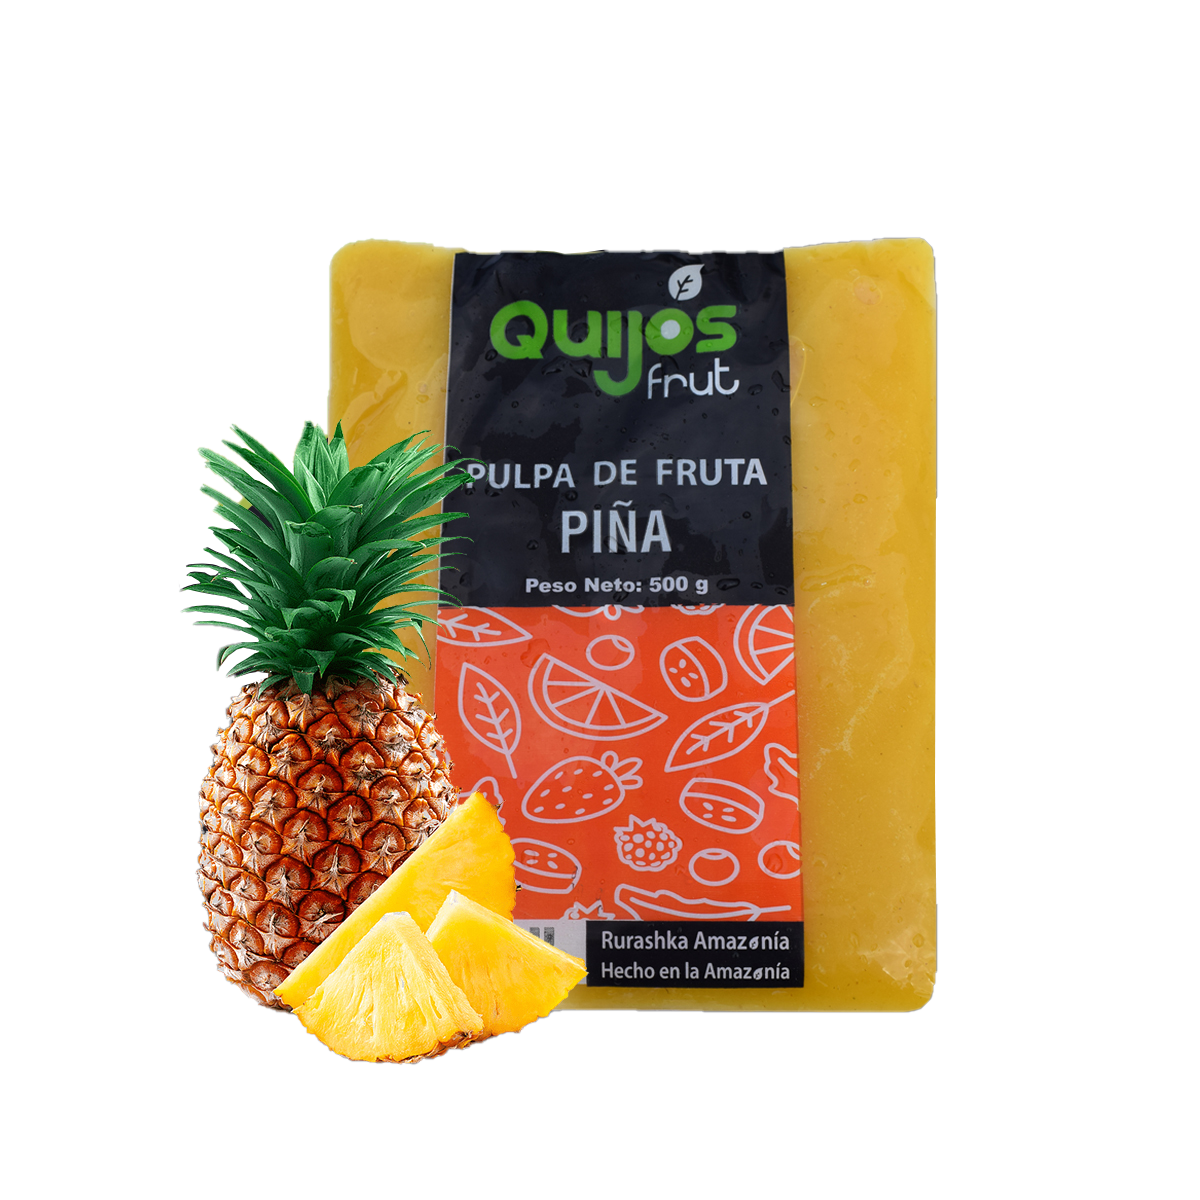 Quijos
frut
PULPA DE FRUTA
PIÑA
Peso Neto: 500 g
Rurashka Amazonía
Hecho en la Amazonía